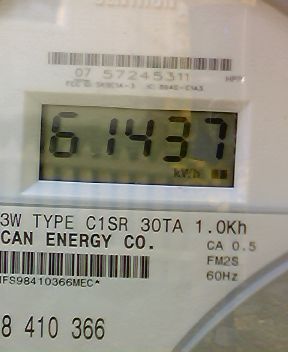 07 57245311
61437
kWh
3W TYPE C1SR 30TA 1.0Kh
CAN ENERGY CO.
CA 0.5
FM2S
60Hz
8 410 366